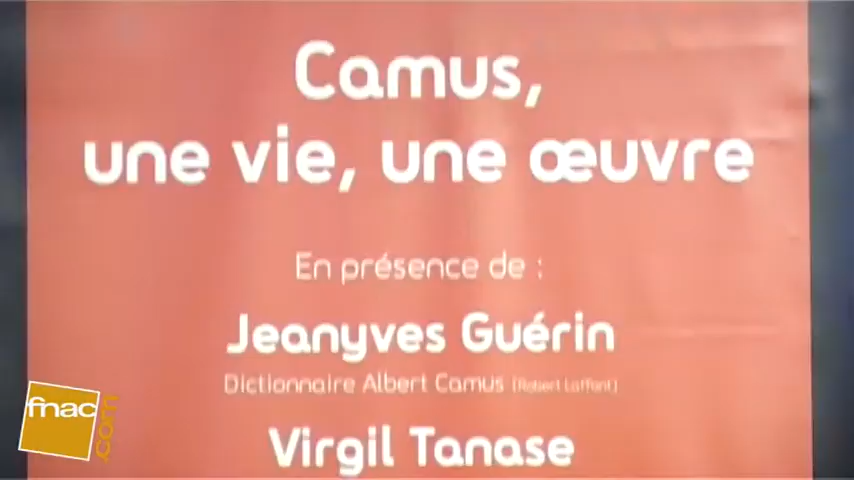 Camus,
une vie, une œuvre
En présence de :
Jeanyves Guérin
Dictionnaire Albert Camus (Robert Laffont)
Virgil Tanase
fnac.com